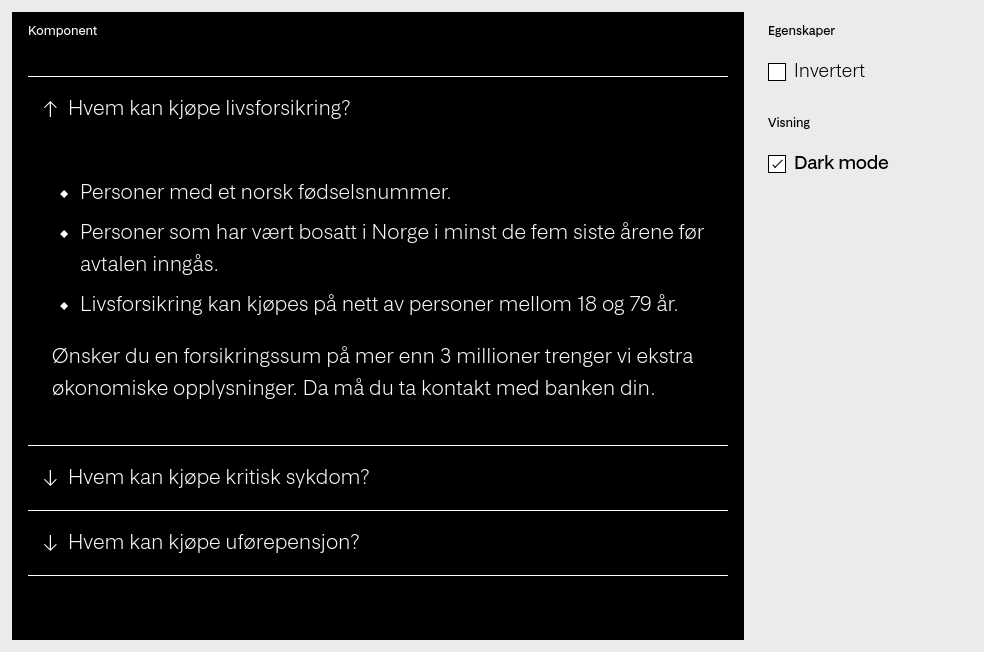 Komponent
Hvem kan kjøpe livsforsikring?
Personer med et norsk fødselsnummer.
Personer som har vært bosatt i Norge i minst de fem siste årene før
avtalen inngås.
Livsforsikring kan kjøpes på nett av personer mellom 18 og 79 år.
Ønsker du en forsikringssum på mer enn 3 millioner trenger vi ekstra
økonomiske opplysninger. Da må du ta kontakt med banken din.
Hvem kan kjøpe kritisk sykdom?
Hvem kan kjøpe uførepensjon?
Egenskaper
Invertert
Visning
Dark mode